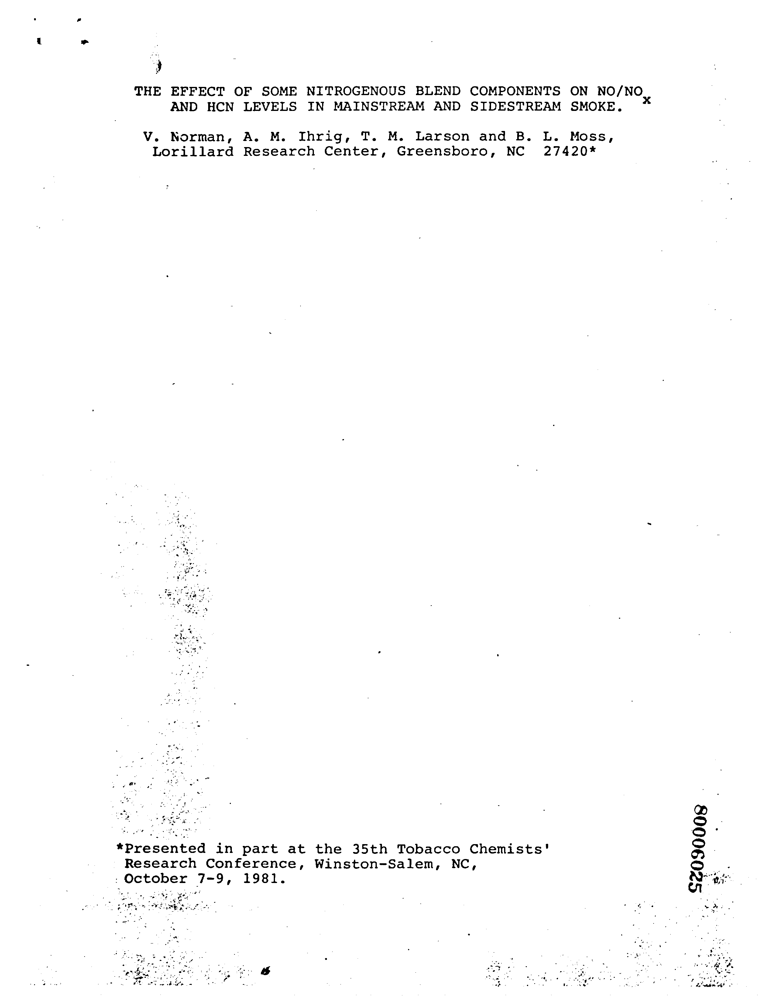 THE EFFECT OF SOME NITROGENOUS BLEND COMPONENTS ON NO/NOx
AND HCN LEVELS IN MAINSTREAM AND SIDESTREAM SMOKE.
V. Norman, A. M. Ihrig, T. M. Larson and B. L. Moss,
Lorillard Research Center, Greensboro, NC 27420*
*Presented in part at the 35th Tobacco Chemists'
Research Conference, Winston-Salem, NC,
October 7-9, 1981.
80006025